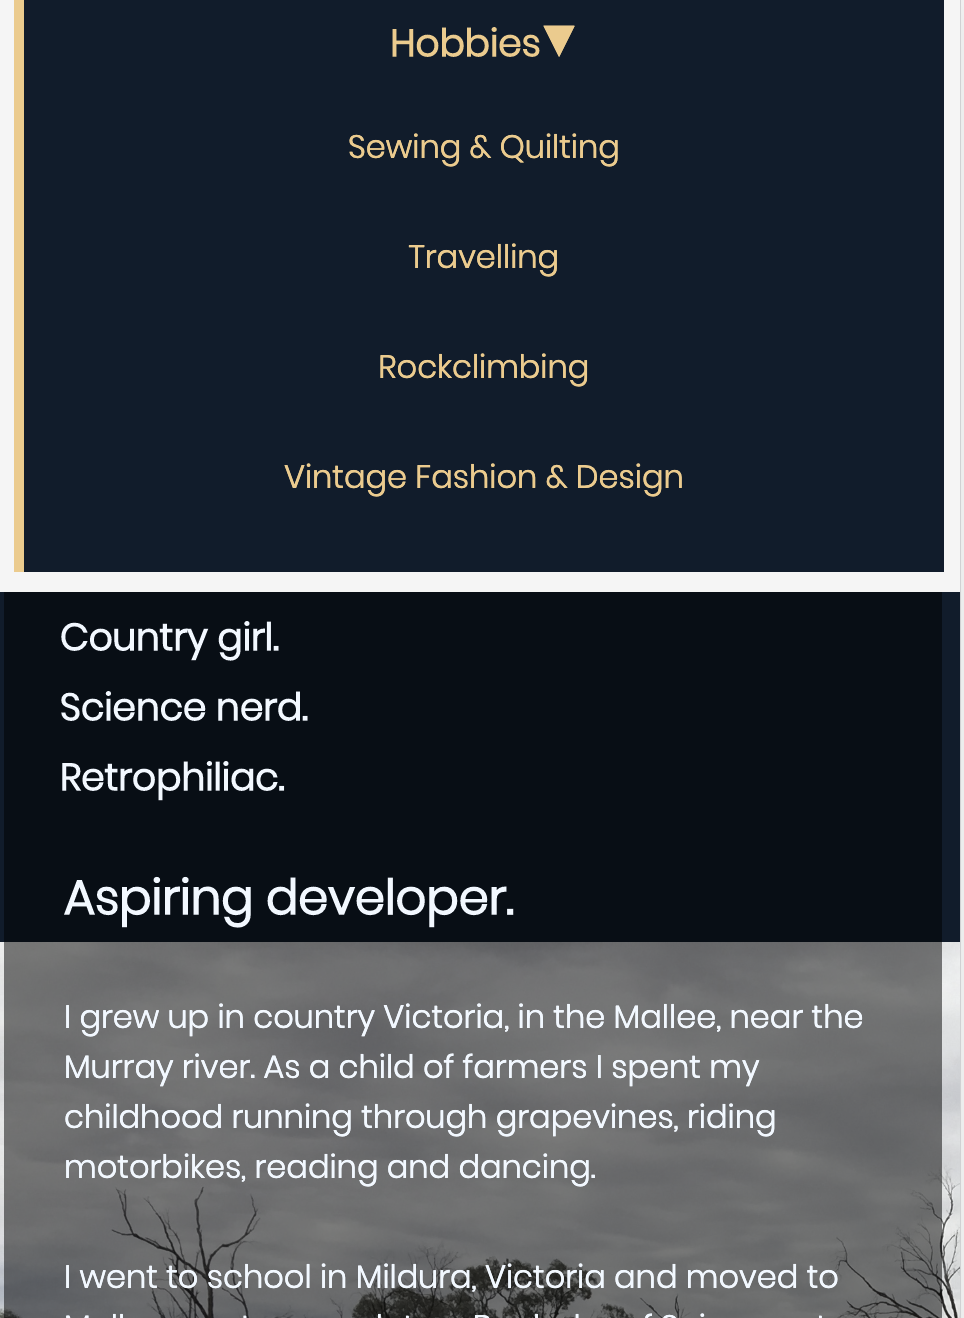 Hobbies▼
Sewing & Quilting
Travelling
Rockclimbing
Vintage Fashion & Design
Country girl.
Science nerd.
Retrophiliac.
Aspiring developer.
I grew up in country Victoria, in the Mallee, near the
Murray river. As a child of farmers I spent my
childhood running through grapevines, riding
motorbikes, reading and dancing.
I went to school in Mildura, Victoria and moved to